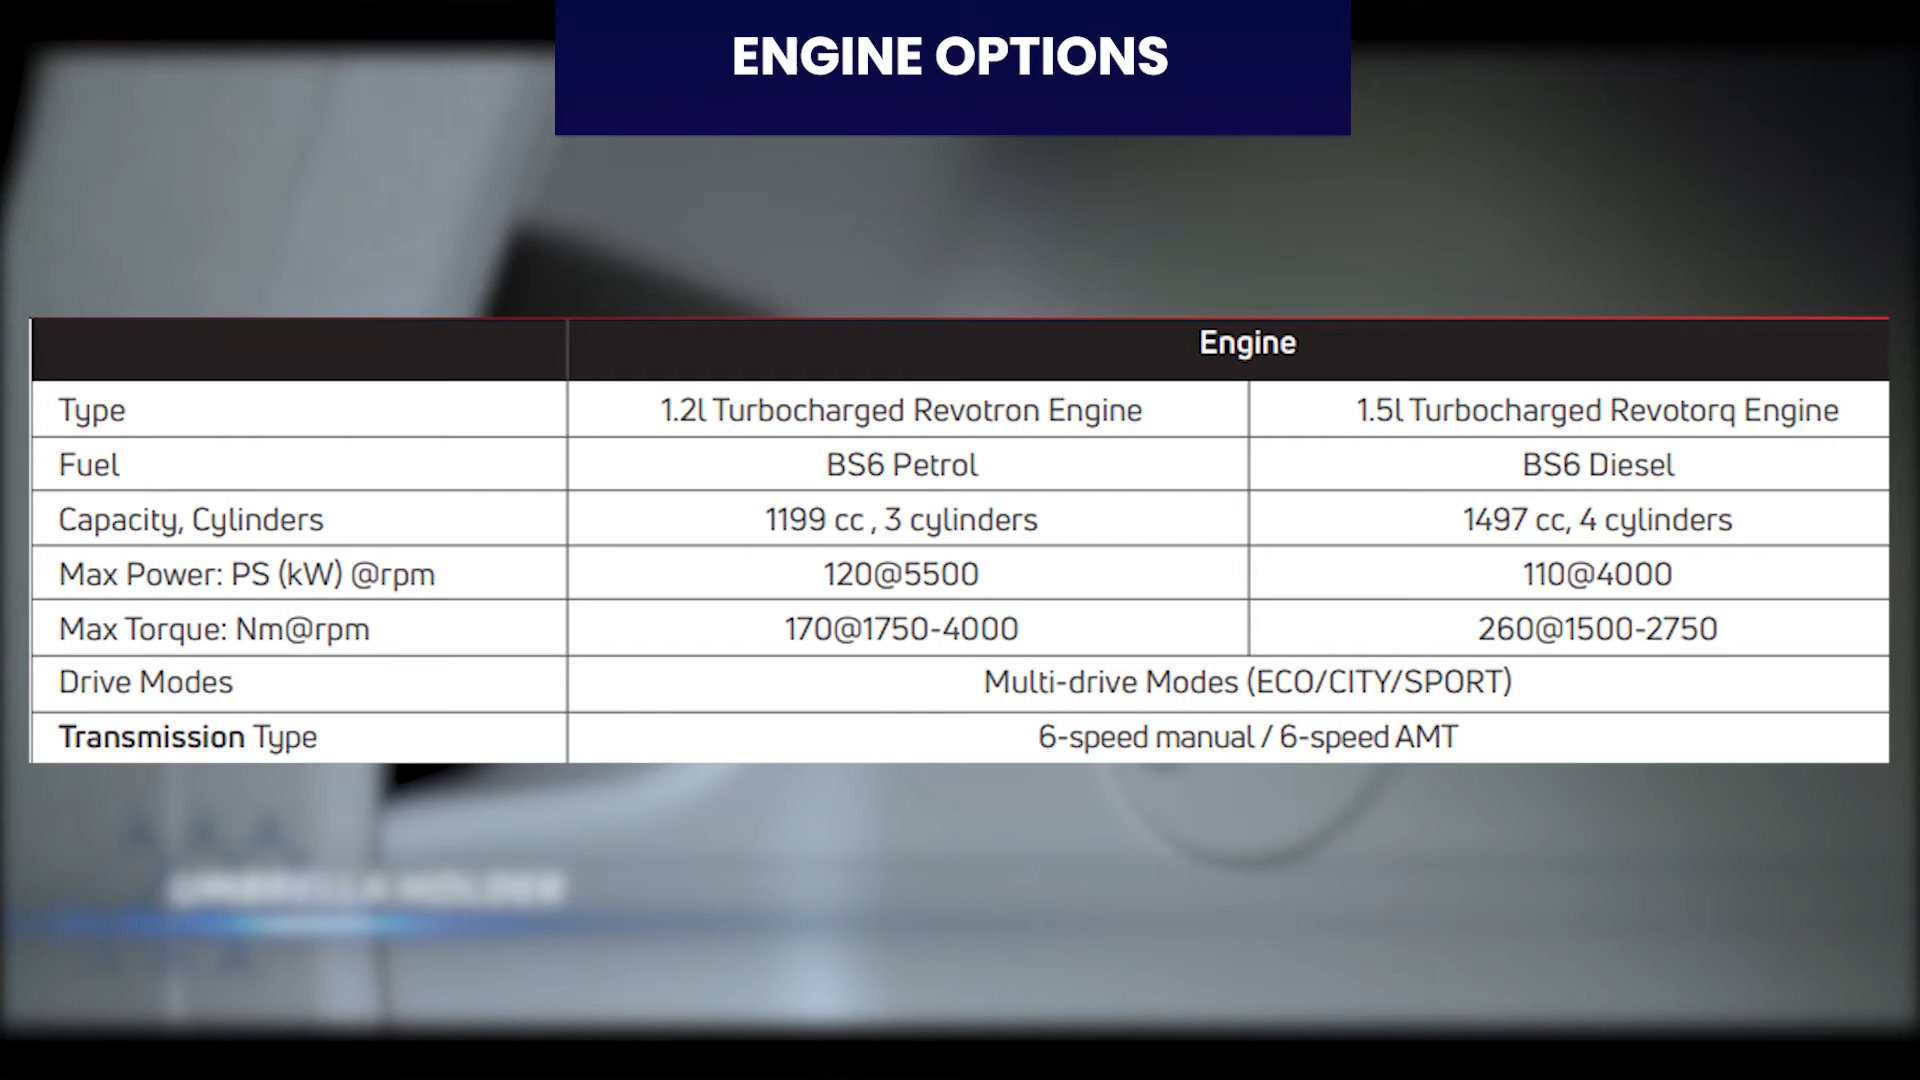 ENGINE OPTIONS
Engine
Type 1.2l Turbocharged Revotron Engine 1.5l Turbocharged Revotorq Engine
Fuel BS6 Petrol BS6 Diesel
Capacity, Cylinders 1199 cc , 3 cylinders 1497 cc, 4 cylinders
Max Power: PS (kW) @rpm 120@5500 110@4000
Max Torque: Nm@rpm 170@1750-4000 260@1500-2750
Drive Modes Multi-drive Modes (ECO/CITY/SPORT)
Transmission Type 6-speed manual / 6-speed AMT
UMBRELLA HOLDER